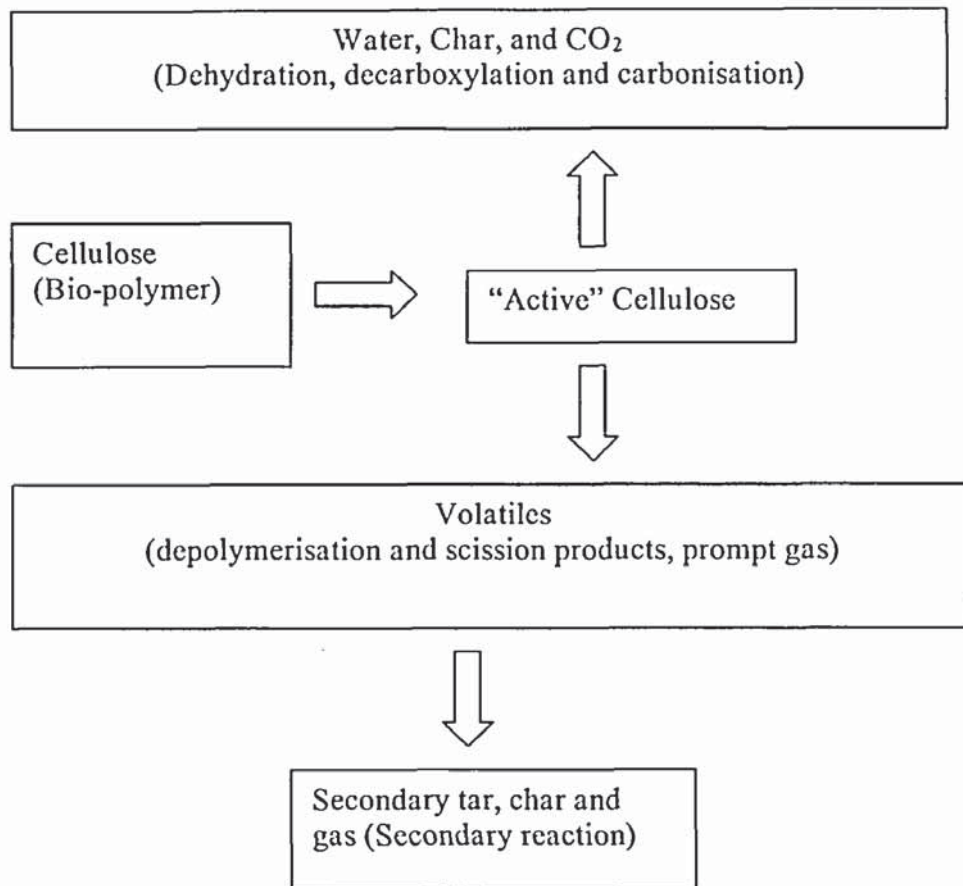 Water, Char, and CO₂
(Dehydration, decarboxylation and carbonisation)
Cellulose
(Bio-polymer)
“Active” Cellulose
Volatiles
(depolymerisation and scission products, prompt gas)
Secondary tar, char and
gas (Secondary reaction)